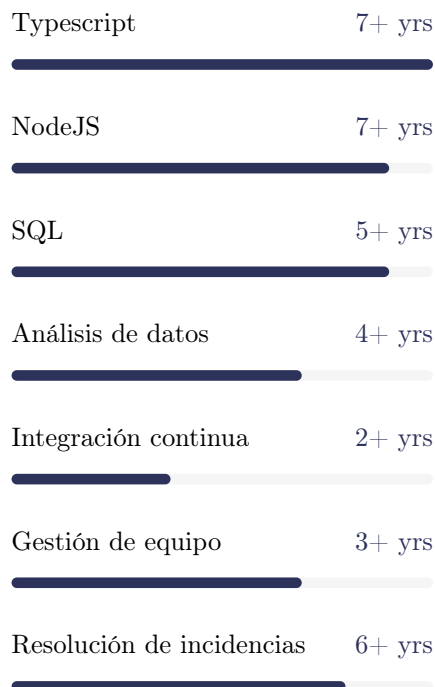 Typescript 7+ yrs
NodeJS 7+ yrs
SQL 5+ yrs
Análisis de datos 4+ yrs
Integración continua 2+ yrs
Gestión de equipo 3+ yrs
Resolución de incidencias 6+ yrs